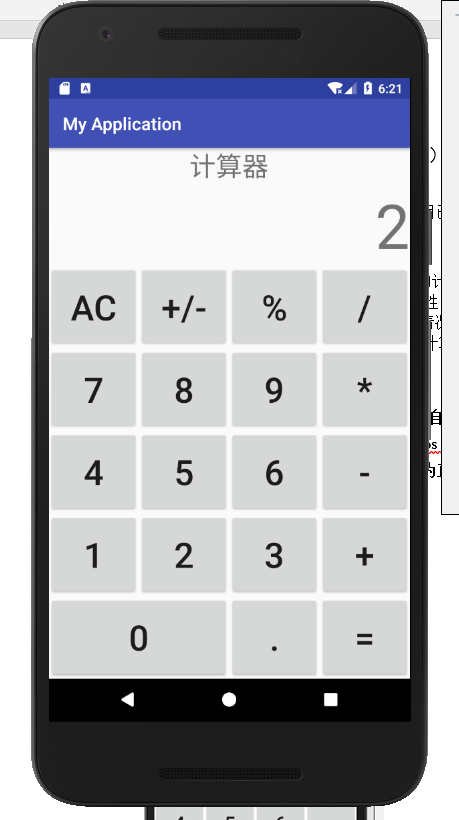 6:21
My Application
计算器
2
AC +/- % /
7 8 9 *
4 5 6 -
1 2 3 +
0 . =